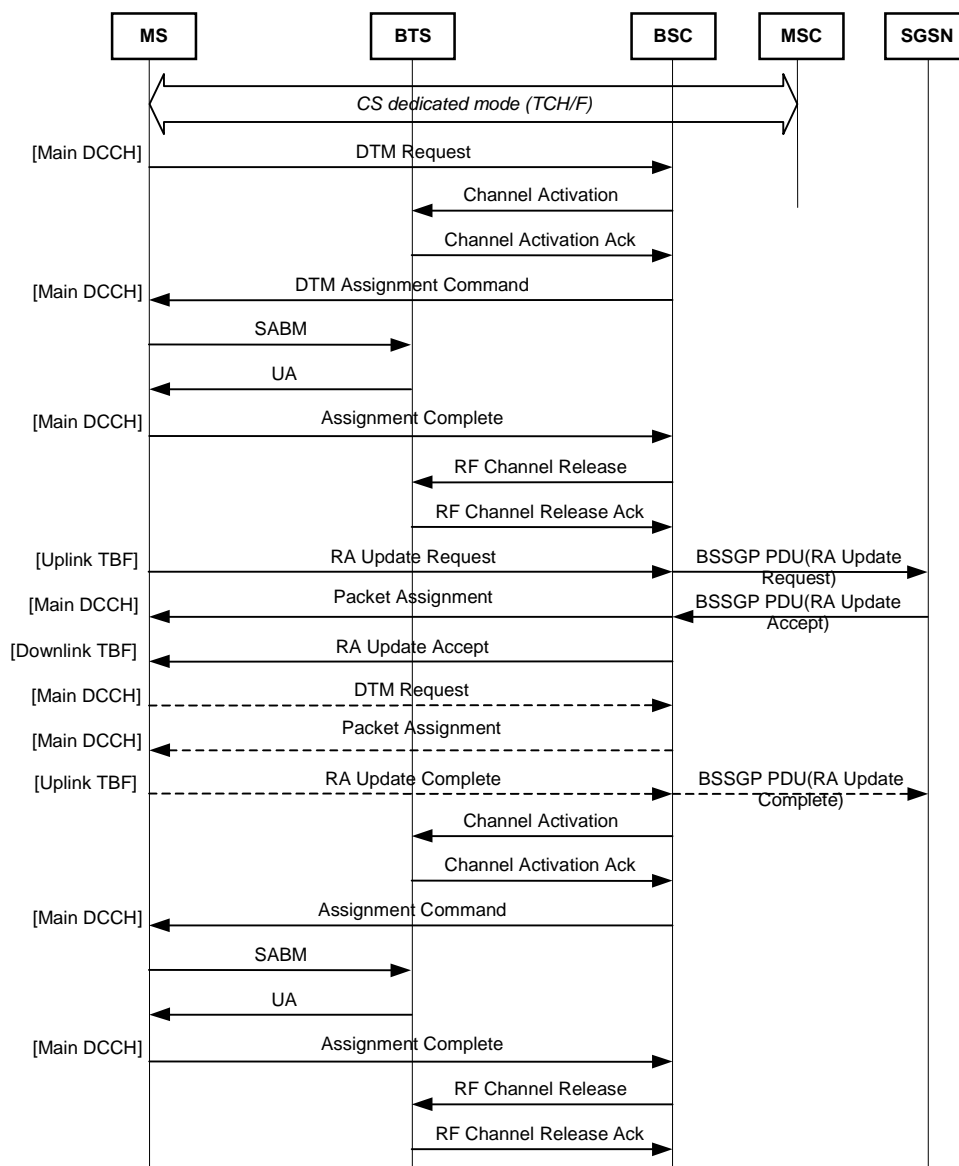 MS
BTS
BSC
MSC
SGSN
CS dedicated mode (TCH/F)
[Main DCCH]
DTM Request
Channel Activation
Channel Activation Ack
[Main DCCH]
DTM Assignment Command
SABM
UA
[Main DCCH]
Assignment Complete
RF Channel Release
RF Channel Release Ack
[Uplink TBF]
RA Update Request
BSSGP PDU(RA Update
Request)
[Main DCCH]
Packet Assignment
BSSGP PDU(RA Update
Accept)
[Downlink TBF]
RA Update Accept
[Main DCCH]
DTM Request
[Main DCCH]
Packet Assignment
[Uplink TBF]
RA Update Complete
BSSGP PDU(RA Update
Complete)
Channel Activation
Channel Activation Ack
[Main DCCH]
Assignment Command
SABM
UA
[Main DCCH]
Assignment Complete
RF Channel Release
RF Channel Release Ack